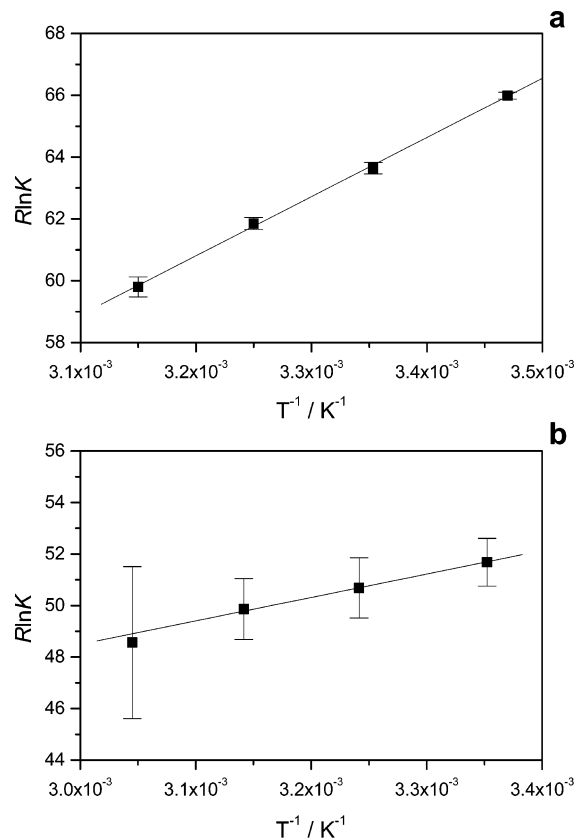 a
68
66
64
62
60
58
RlnK
3.1x10⁻³ 3.2x10⁻³ 3.3x10⁻³ 3.4x10⁻³ 3.5x10⁻³
T⁻¹ / K⁻¹
b
56
54
52
50
48
46
44
RlnK
3.0x10⁻³ 3.1x10⁻³ 3.2x10⁻³ 3.3x10⁻³ 3.4x10⁻³
T⁻¹ / K⁻¹